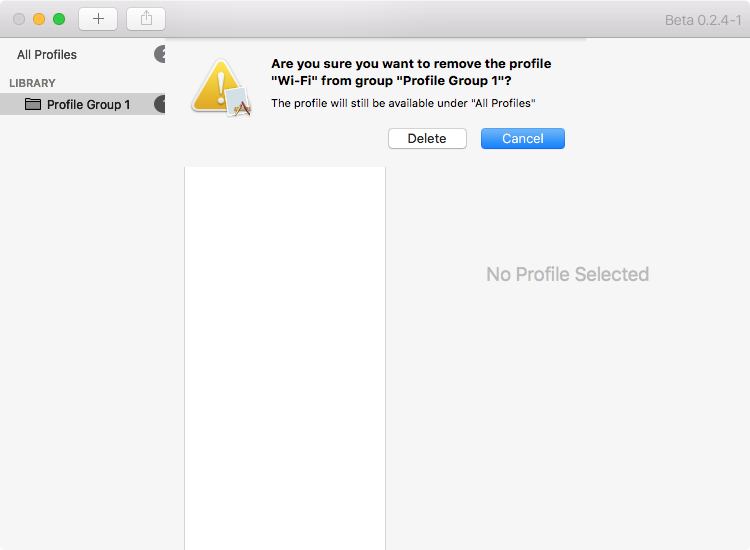 Beta 0.2.4-1
All Profiles
LIBRARY
Profile Group 1
Are you sure you want to remove the profile
"Wi-Fi" from group "Profile Group 1"?
The profile will still be available under "All Profiles"
Delete
Cancel
No Profile Selected